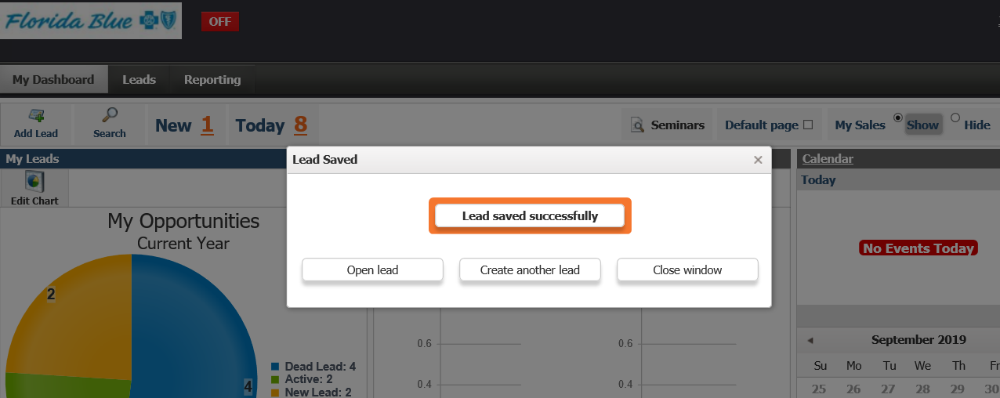 Florida Blue
OFF
My Dashboard
Leads
Reporting
Add Lead
Search
New 1
Today 8
Seminars
Default page
My Sales
Show
Hide
My Leads
Edit Chart
My Opportunities
Current Year
2
4
Dead Lead: 4
Active: 2
New Lead: 2
Lead Saved
×
Lead saved successfully
Open lead
Create another lead
Close window
0.6
0.6
0.4
0.4
Calendar
Today
No Events Today
September 2019
Su Mo Tu We Th Fr
25 26 27 28 29 30